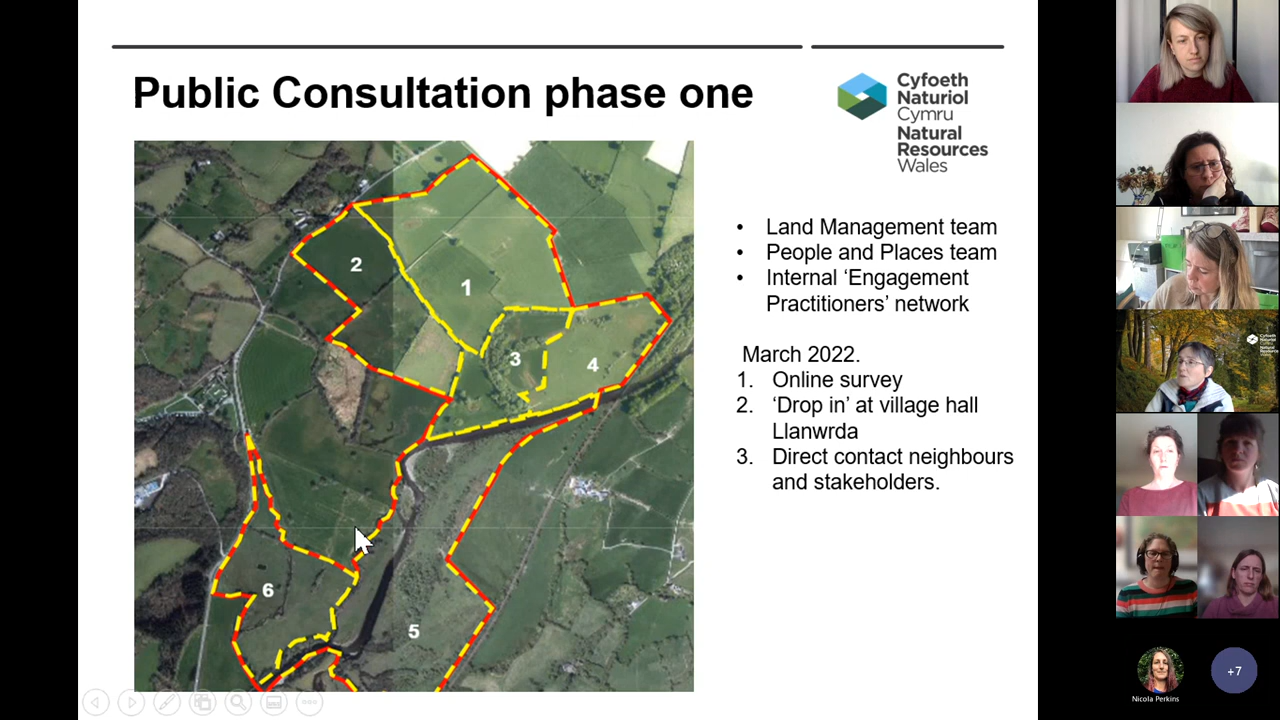 Public Consultation phase one
Cyfoeth
Naturiol
Cymru
Natural
Resources
Wales
2
1
3
4
6
5
• Land Management team
• People and Places team
• Internal ‘Engagement
Practitioners’ network
March 2022.
1. Online survey
2. ‘Drop in’ at village hall
Llanwrda
3. Direct contact neighbours
and stakeholders.
Nicola Perkins
+7